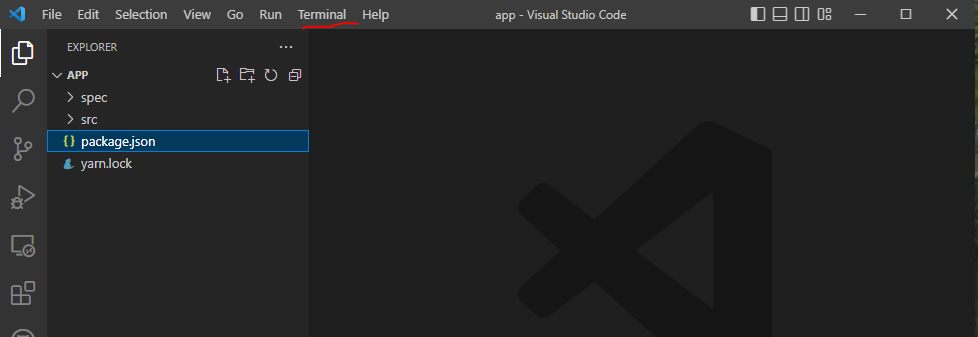 File Edit Selection View Go Run Terminal Help app - Visual Studio Code
EXPLORER
APP
spec
src
package.json
yarn.lock